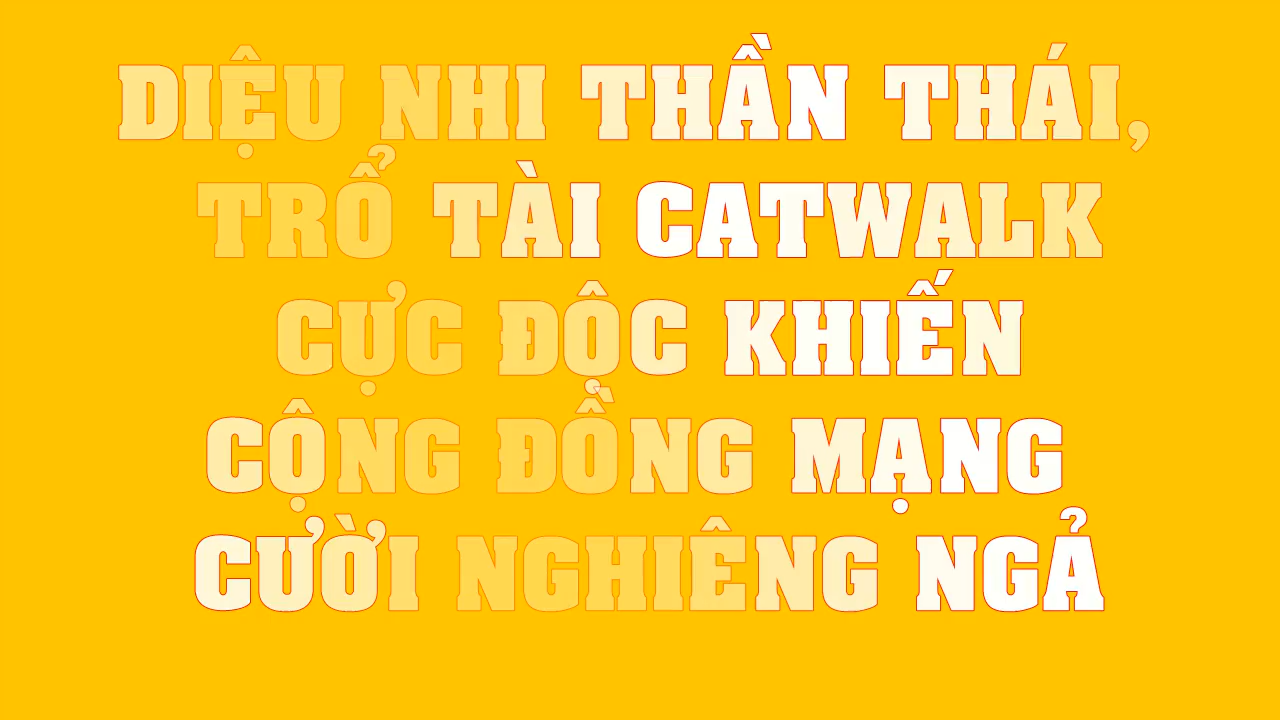 DIỆU NHI THẦN THÁI,
TRỔ TÀI CATWALK
CỰC ĐỘC KHIẾN
CỘNG ĐỒNG MẠNG
CƯỜI NGHIÊNG NGẢ